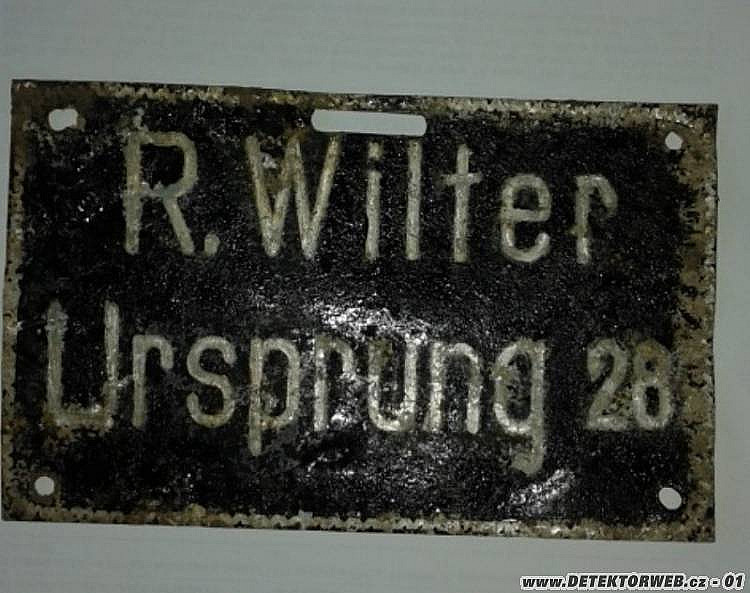 R. Wilter
Ursprung 28
www.DETEKTORWEB.cz - 01